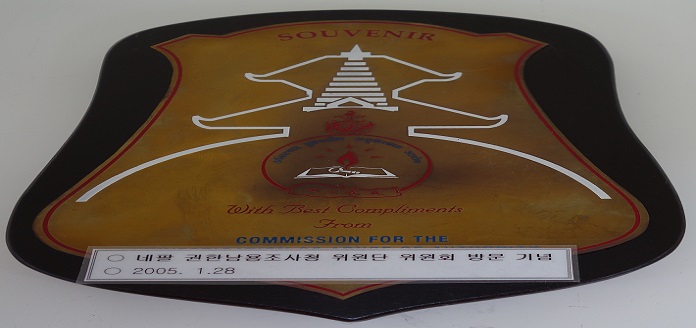 SOUVENIR
With Best Compliments
From
COMMISSION FOR THE
○ 네팔 권한남용조사청 위원단 위원회 방문 기념
○ 2005. 1.28